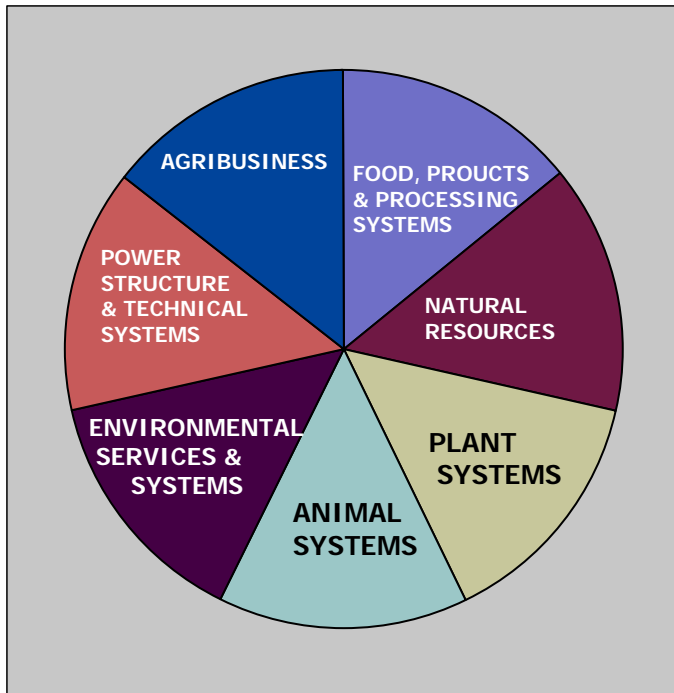 AGRIBUSINESS
FOOD, PROUCTS
& PROCESSING
SYSTEMS
POWER
STRUCTURE
& TECHNICAL
SYSTEMS
NATURAL
RESOURCES
ENVIRONMENTAL
SERVICES &
SYSTEMS
PLANT
SYSTEMS
ANIMAL
SYSTEMS